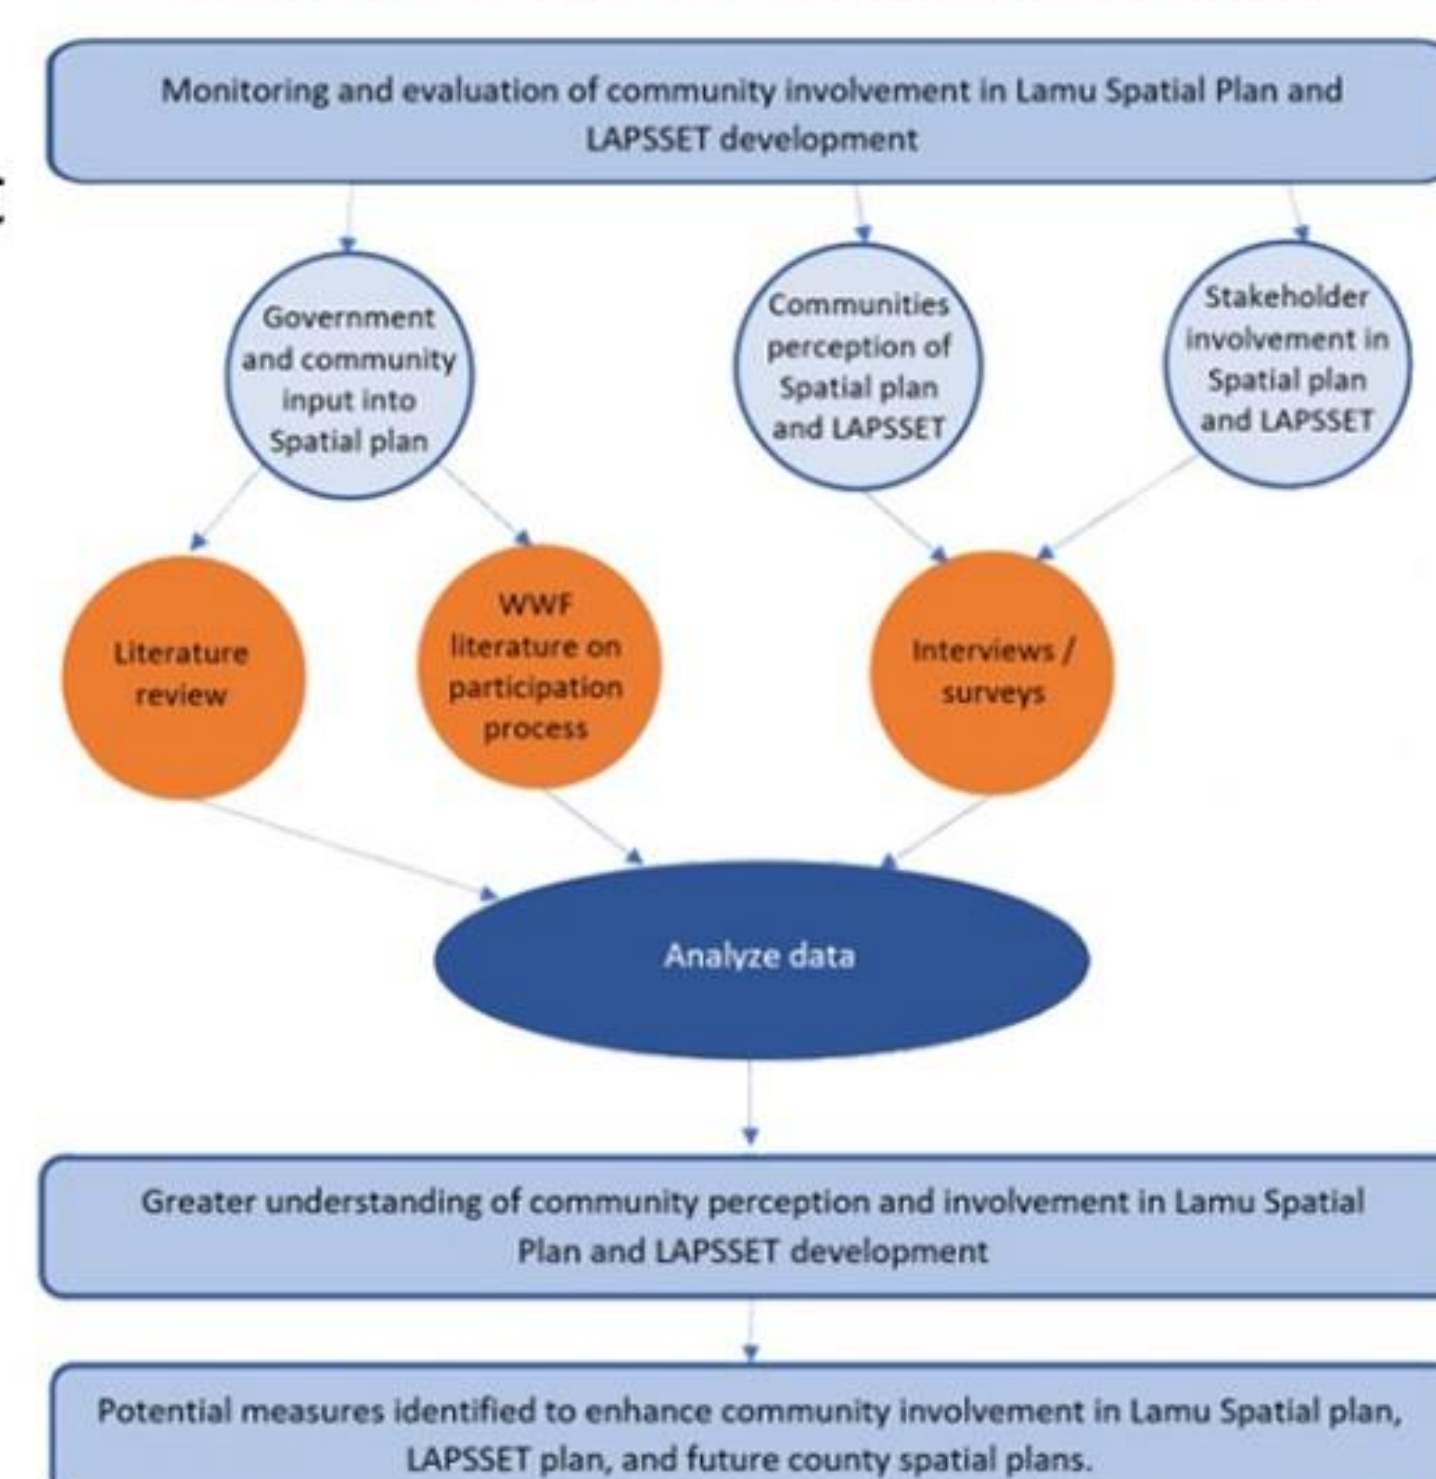 Monitoring and evaluation of community involvement in Lamu Spatial Plan and
LAPSSET development
Government
and community
input into
Spatial plan
Communities
perception of
Spatial plan
and LAPSSET
Stakeholder
involvement in
Spatial plan
and LAPSSET
Literature
review
WWF
literature on
participation
process
Interviews /
surveys
Analyze data
Greater understanding of community perception and involvement in Lamu Spatial
Plan and LAPSSET development
Potential measures identified to enhance community involvement in Lamu Spatial plan,
LAPSSET plan, and future county spatial plans.